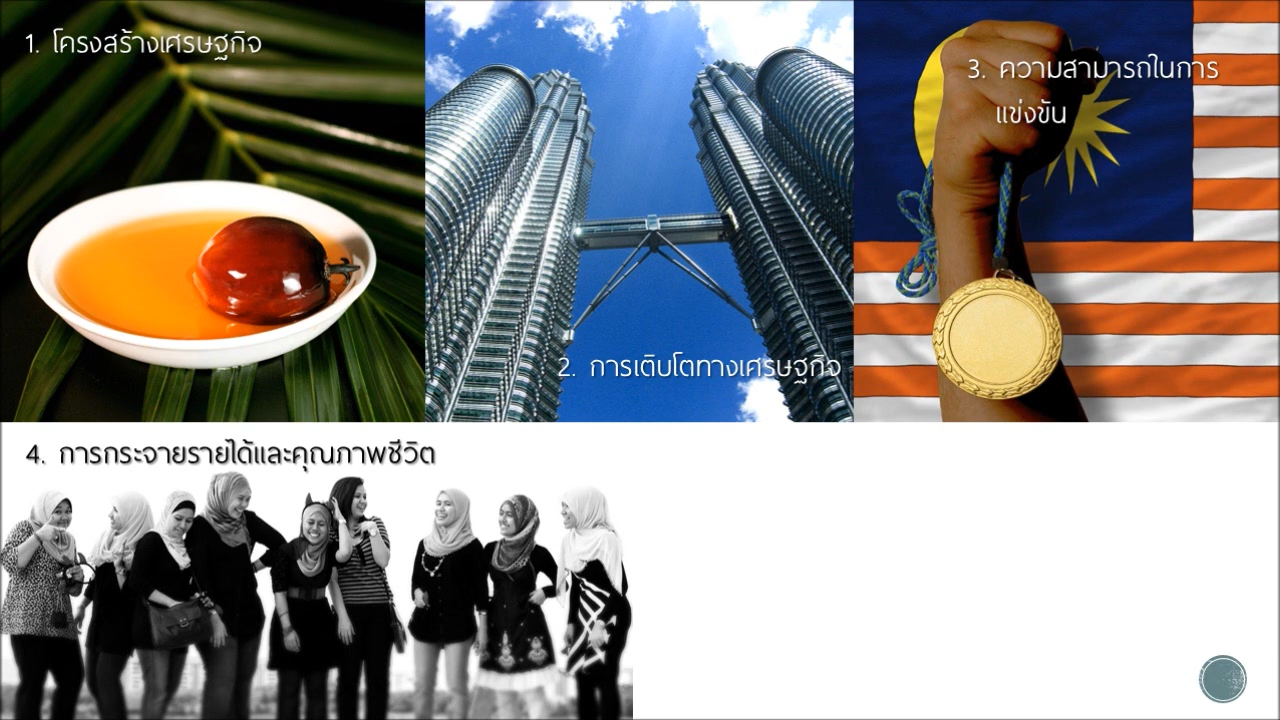 1. โครงสร้างเศรษฐกิจ
2. การเติบโตทางเศรษฐกิจ
3. ความสามารถในการ
แข่งขัน
4. การกระจายรายได้และคุณภาพชีวิต